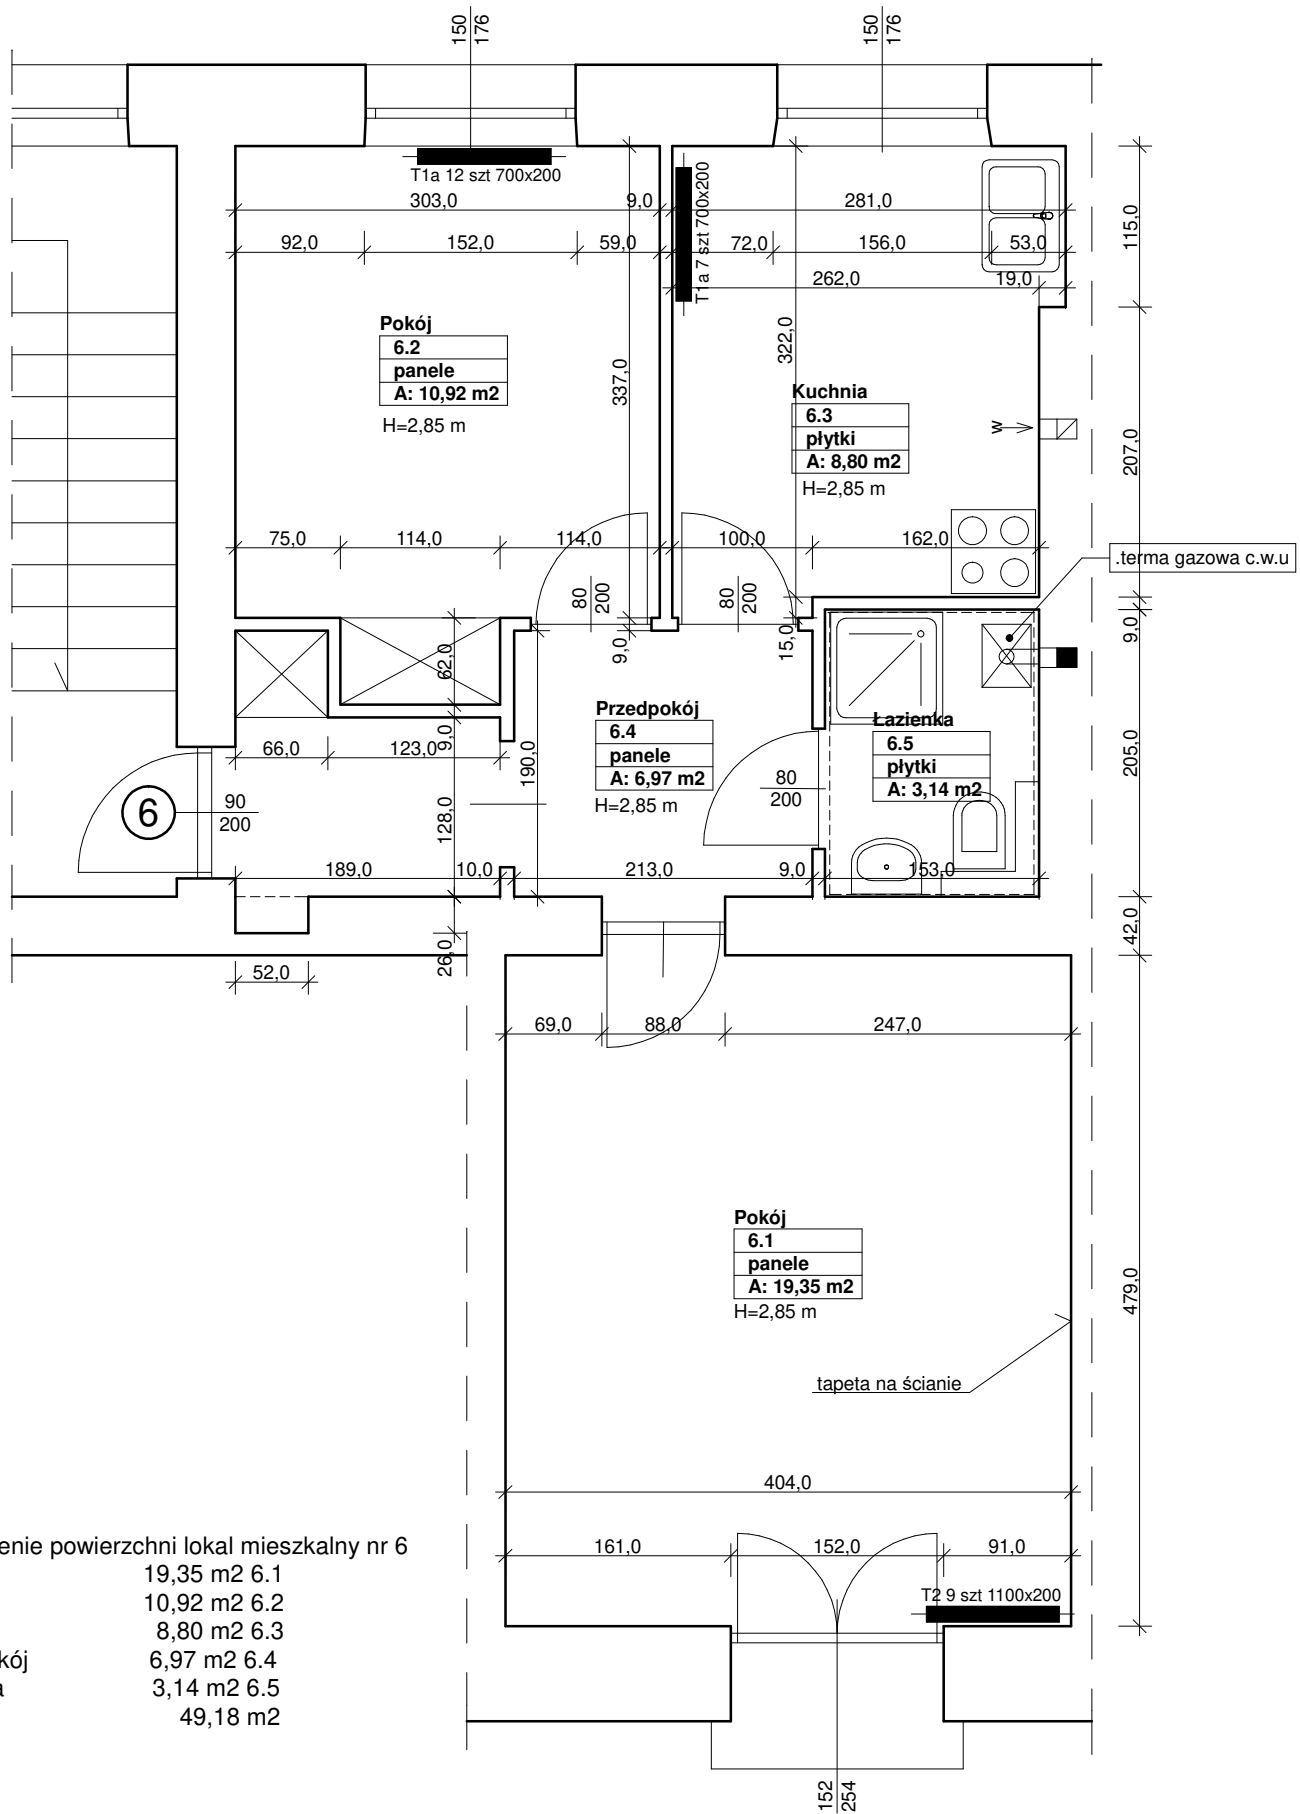 150
176
150
176
T1a 12 szt 700x200
T1a 7 szt 700x200
303,0
9,0
281,0
92,0
152,0
59,0
72,0
156,0
53,0
262,0
19,0
115,0
Pokój
6.2
panele
A: 10,92 m2
H=2,85 m
337,0
322,0
Kuchnia
6.3
płytki
A: 8,80 m2
H=2,85 m
w
207,0
75,0
114,0
114,0
100,0
162,0
.terma gazowa c.w.u
80
200
80
200
62,0
9,0
15,0
9,0
Przedpokój
6.4
panele
A: 6,97 m2
H=2,85 m
Łazienka
6.5
płytki
A: 3,14 m2
66,0
123,0
9,0
190,0
205,0
6
90
200
80
200
128,0
189,0
10,0
213,0
9,0
153,0
42,0
26,0
52,0
69,0
88,0
247,0
Pokój
6.1
panele
A: 19,35 m2
H=2,85 m
479,0
tapeta na ścianie
404,0
161,0
152,0
91,0
T2 9 szt 1100x200
enie powierzchni lokal mieszkalny nr 6
19,35 m2 6.1
10,92 m2 6.2
8,80 m2 6.3
kój 6,97 m2 6.4
a 3,14 m2 6.5
49,18 m2
152
254